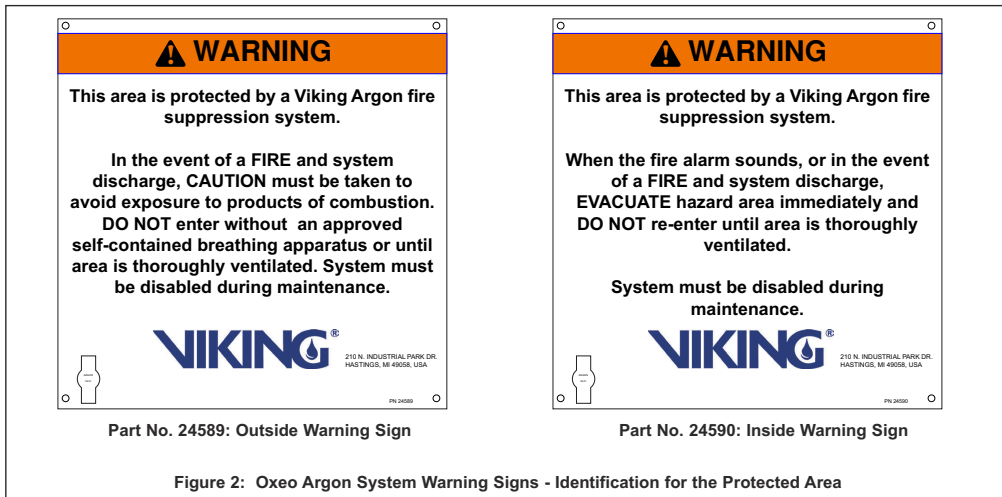 WARNING
This area is protected by a Viking Argon fire
suppression system.
In the event of a FIRE and system
discharge, CAUTION must be taken to
avoid exposure to products of combustion.
DO NOT enter without an approved
self-contained breathing apparatus or until
area is thoroughly ventilated. System must
be disabled during maintenance.
VIKING®
210 N. INDUSTRIAL PARK DR.
HASTINGS, MI 49058, USA
PN 24589
Part No. 24589: Outside Warning Sign
WARNING
This area is protected by a Viking Argon fire
suppression system.
When the fire alarm sounds, or in the event
of a FIRE and system discharge,
EVACUATE hazard area immediately and
DO NOT re-enter until area is thoroughly
ventilated.
System must be disabled during
maintenance.
VIKING®
210 N. INDUSTRIAL PARK DR.
HASTINGS, MI 49058, USA
PN 24590
Part No. 24590: Inside Warning Sign
Figure 2: Oxeo Argon System Warning Signs - Identification for the Protected Area